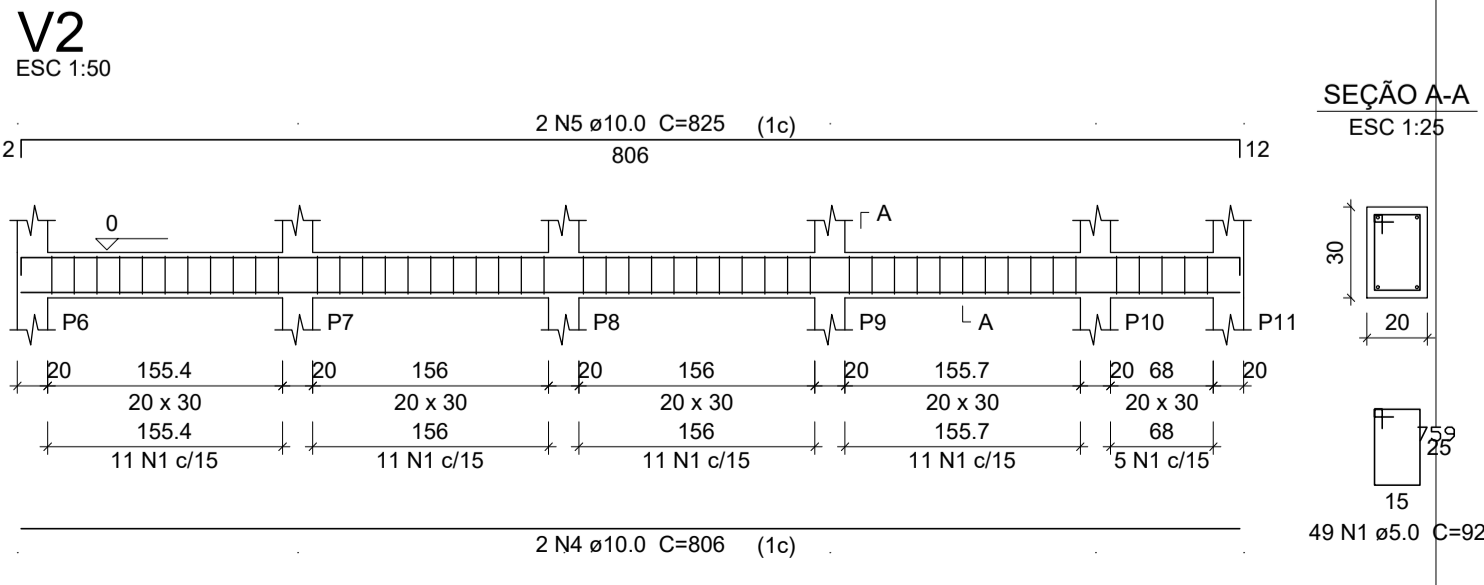 V2
ESC 1:50
SEÇÃO A-A
ESC 1:25
2 N5 ø10.0 C=825 (1c)
2
12
806
0
A
P6
P7
P8
P9
A
P10
P11
30
20
20 155.4 20 156 20 156 20 155.7 20 68 20
20 x 30 20 x 30 20 x 30 20 x 30 20 x 30
155.4 156 156 155.7 68
11 N1 c/15 11 N1 c/15 11 N1 c/15 11 N1 c/15 5 N1 c/15
759
25
15
49 N1 ø5.0 C=92
2 N4 ø10.0 C=806 (1c)